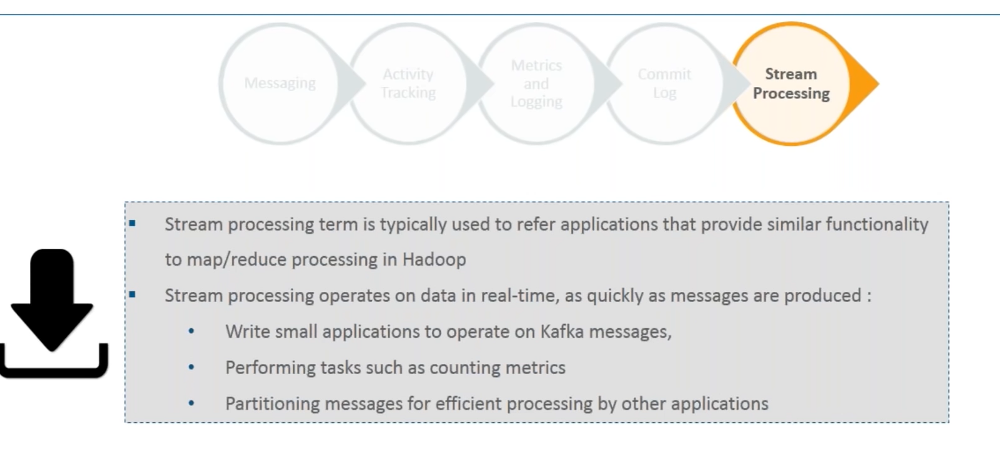 Messaging
Activity
Tracking
Metrics
and
Logging
Commit
Log
Stream
Processing
Stream processing term is typically used to refer applications that provide similar functionality
to map/reduce processing in Hadoop
Stream processing operates on data in real-time, as quickly as messages are produced :
Write small applications to operate on Kafka messages,
Performing tasks such as counting metrics
Partitioning messages for efficient processing by other applications